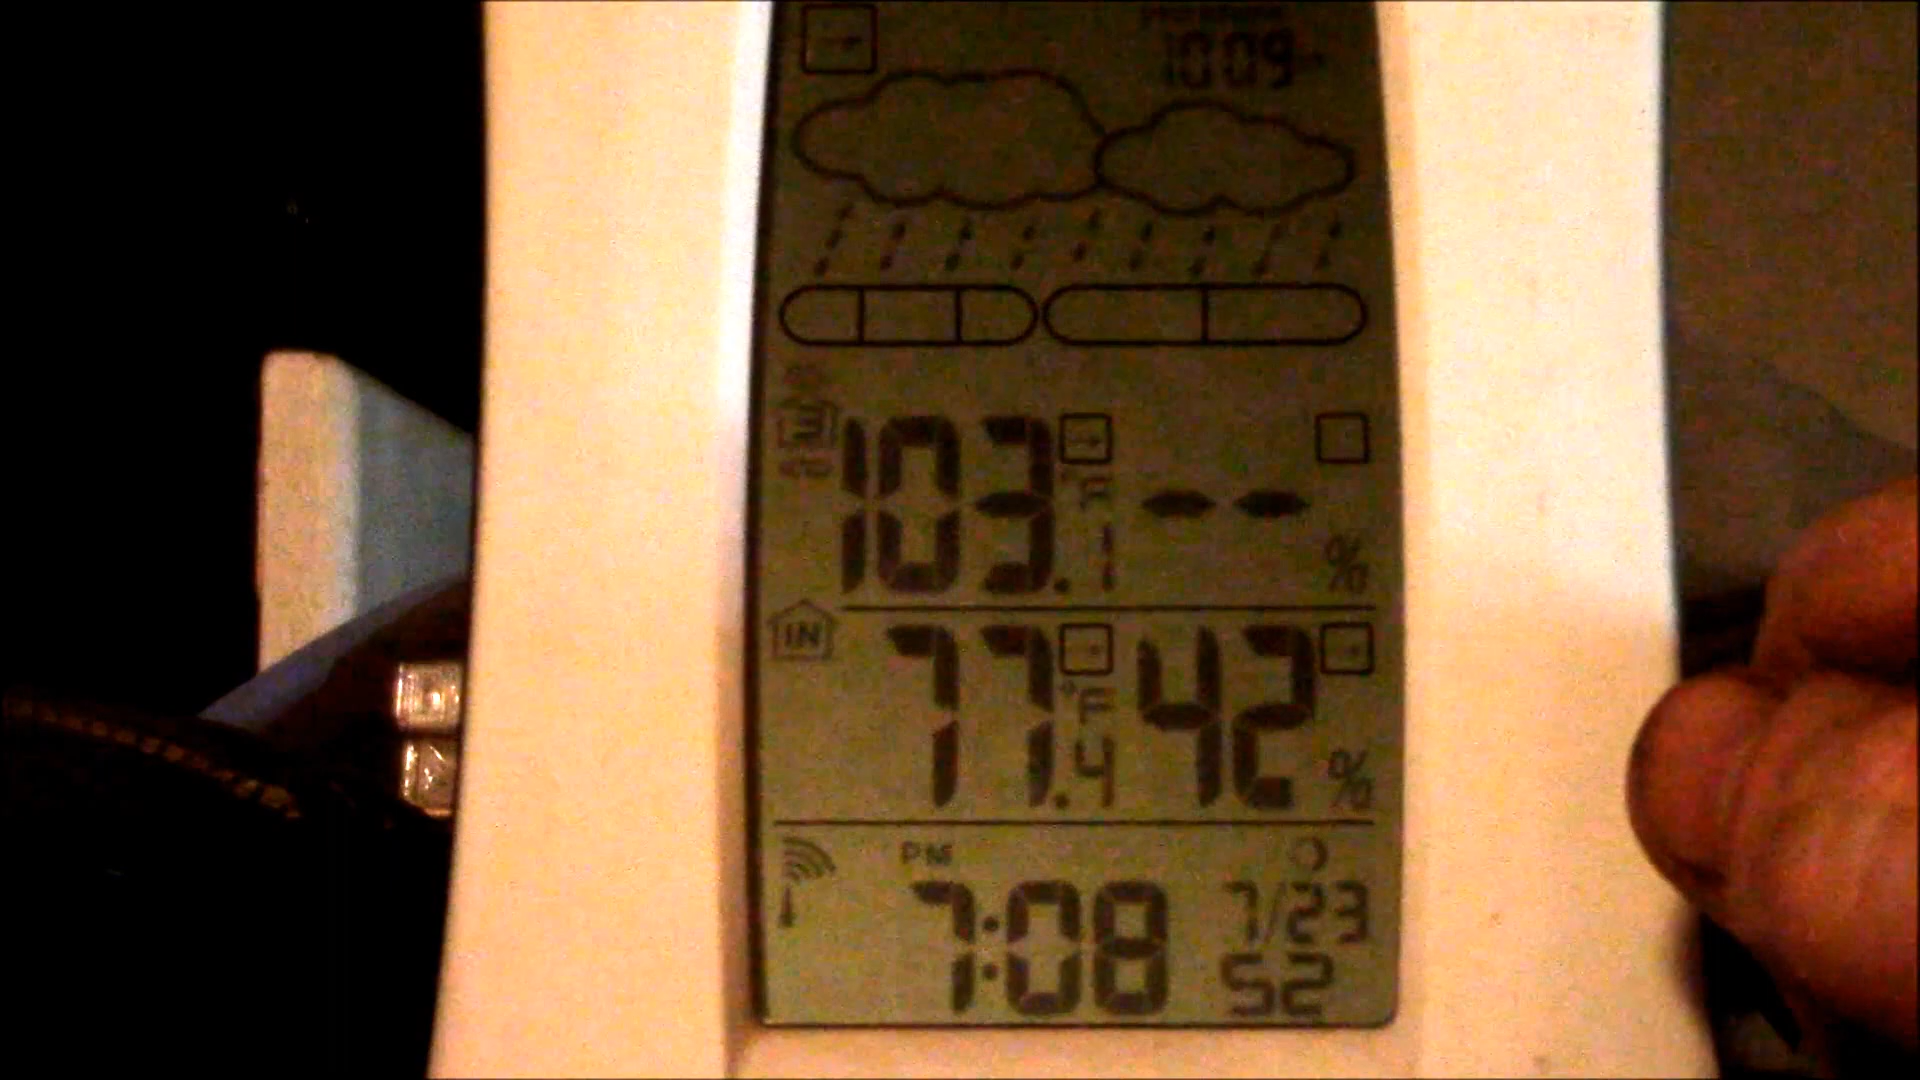 1009
103.1 °F -- %
IN 77.4 °F 42 %
PM
7:08 7/23
52